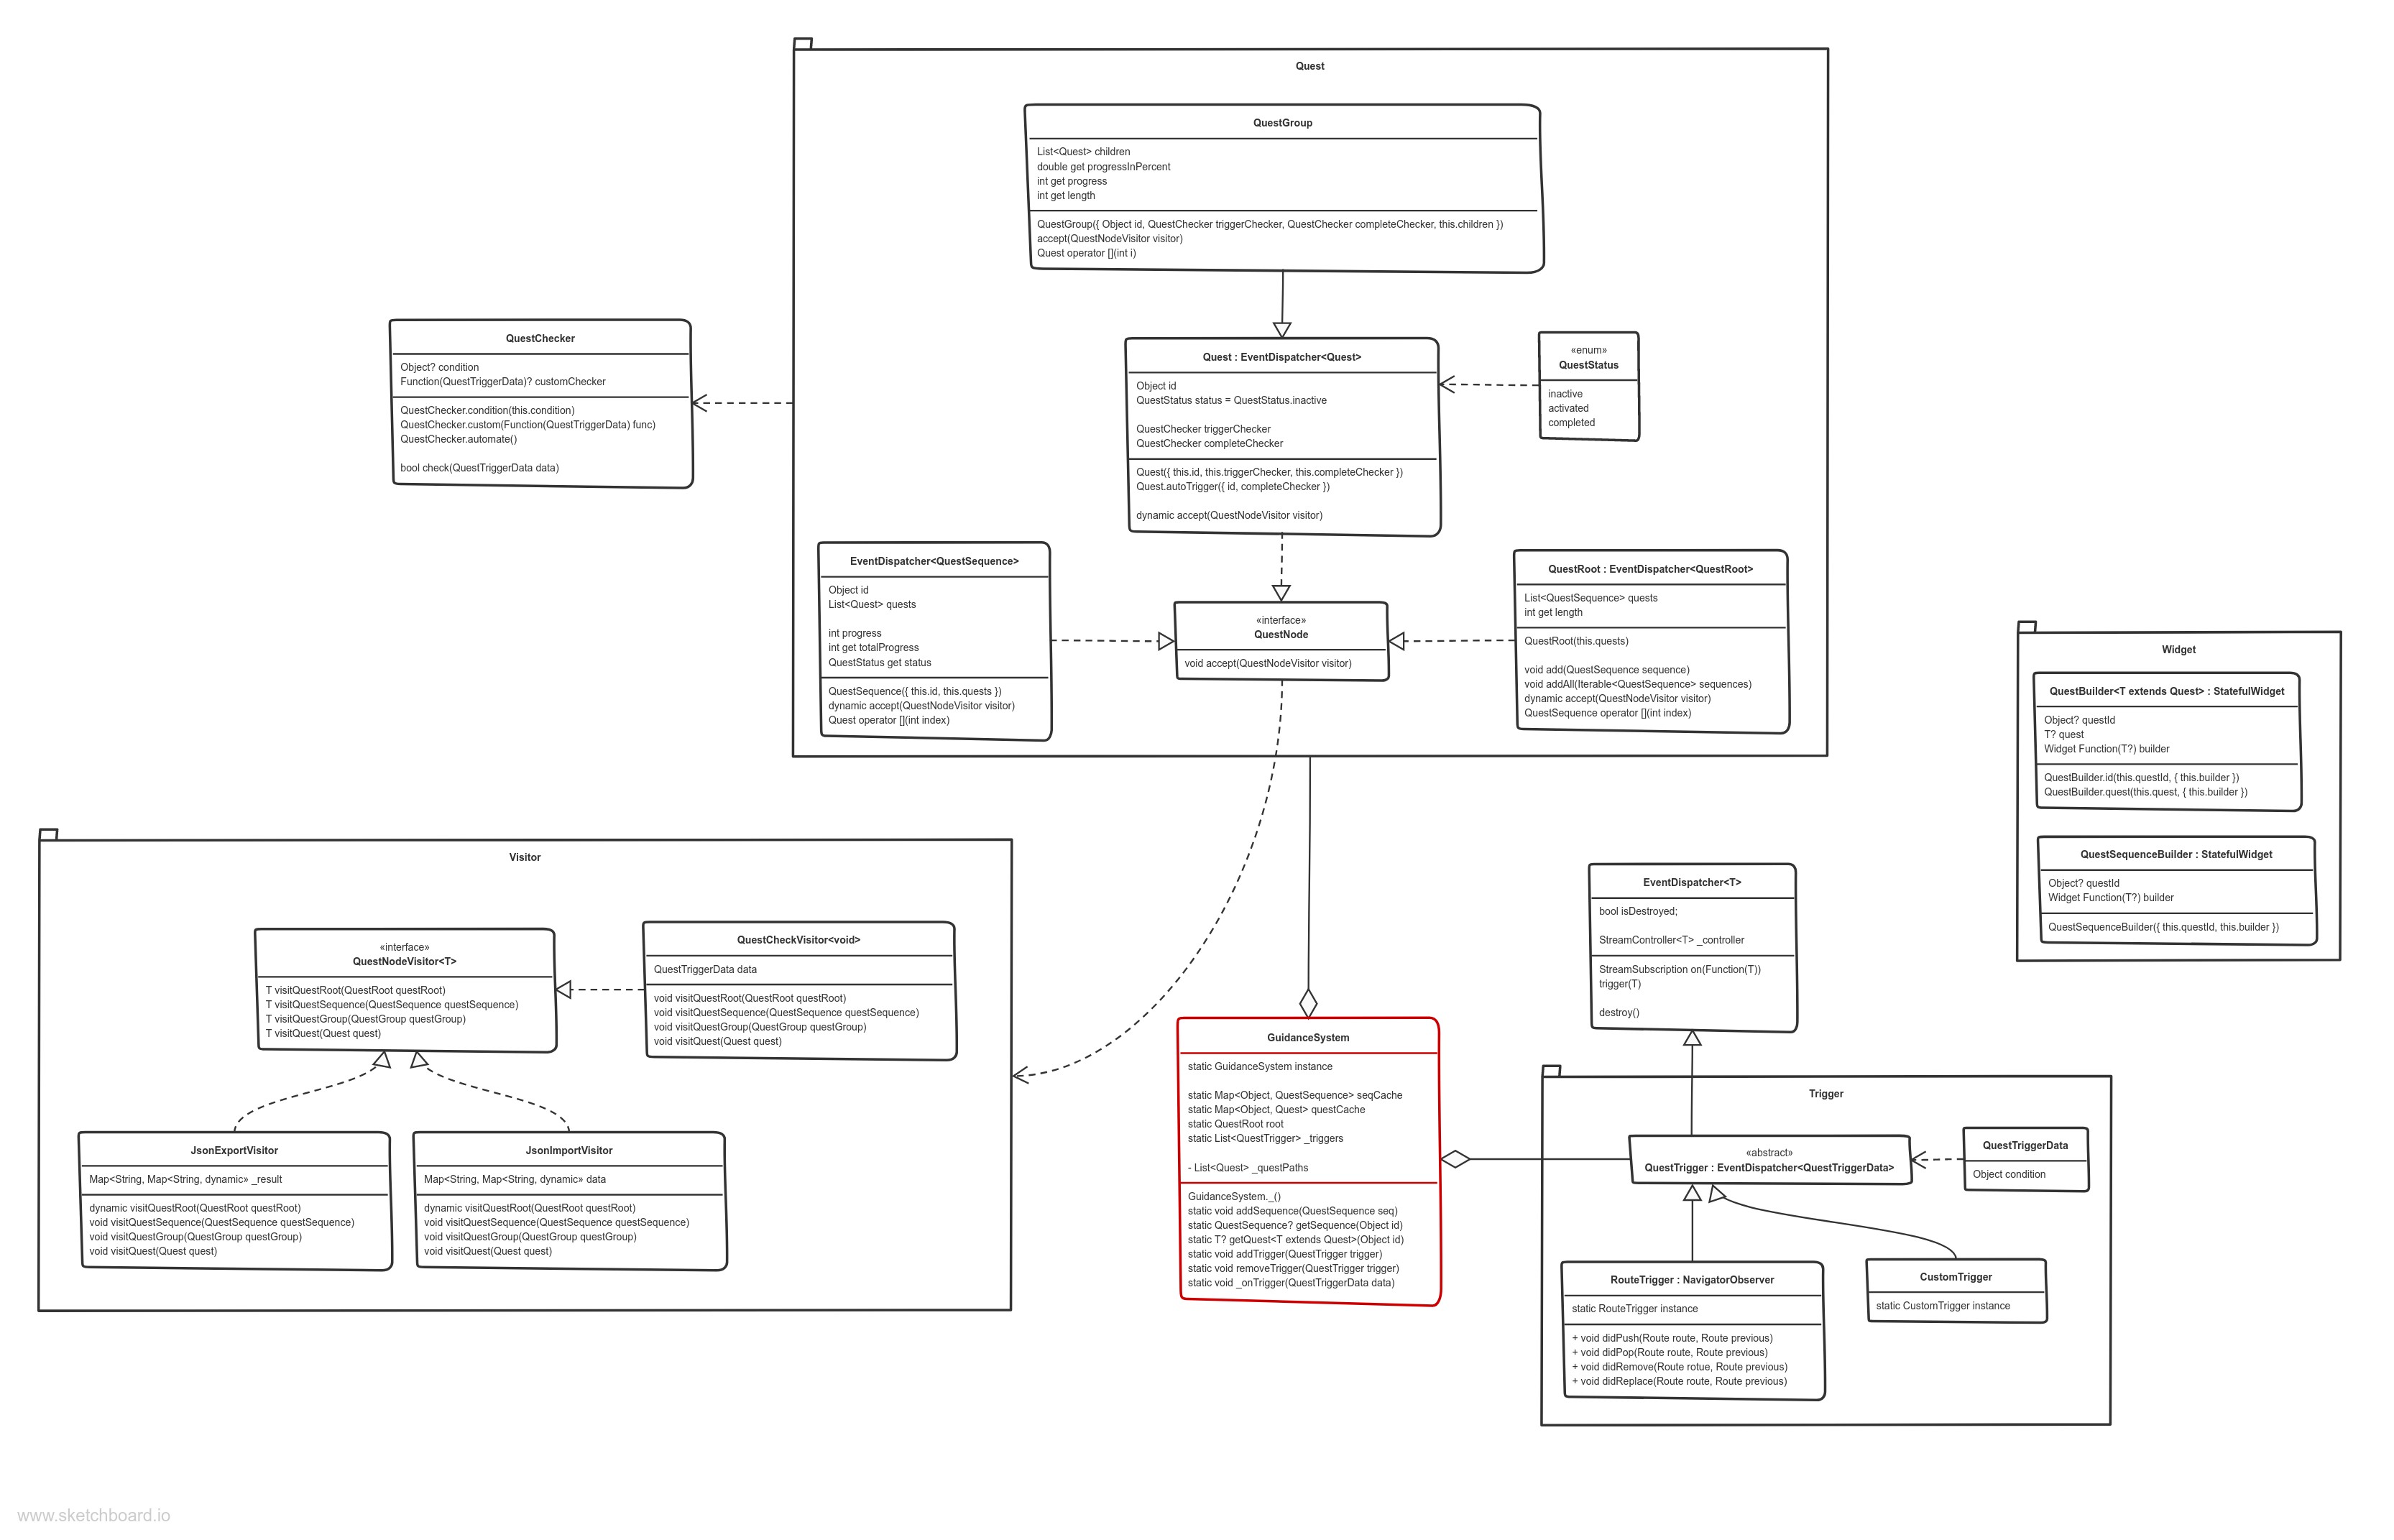 Quest
QuestGroup
List<Quest> children
double get progressInPercent
int get progress
int get length
QuestGroup({ Object id, QuestChecker triggerChecker, QuestChecker completeChecker, this.children })
accept(QuestNodeVisitor visitor)
Quest operator [](int i)
QuestChecker
Object? condition
Function(QuestTriggerData)? customChecker
QuestChecker.condition(this.condition)
QuestChecker.custom(Function(QuestTriggerData) func)
QuestChecker.automate()
bool check(QuestTriggerData data)
Quest : EventDispatcher<Quest>
Object id
QuestStatus status = QuestStatus.inactive
QuestChecker triggerChecker
QuestChecker completeChecker
Quest({ this.id, this.triggerChecker, this.completeChecker })
Quest.autoTrigger({ id, completeChecker })
dynamic accept(QuestNodeVisitor visitor)
«enum»
QuestStatus
inactive
activated
completed
EventDispatcher<QuestSequence>
Object id
List<Quest> quests
int progress
int get totalProgress
QuestStatus get status
QuestSequence({ this.id, this.quests })
dynamic accept(QuestNodeVisitor visitor)
Quest operator [](int index)
«interface»
QuestNode
void accept(QuestNodeVisitor visitor)
QuestRoot : EventDispatcher<QuestRoot>
List<QuestSequence> quests
int get length
QuestRoot(this.quests)
void add(QuestSequence sequence)
void addAll(Iterable<QuestSequence> sequences)
dynamic accept(QuestNodeVisitor visitor)
QuestSequence operator [](int index)
Widget
QuestBuilder<T extends Quest> : StatefulWidget
Object? questId
T? quest
Widget Function(T?) builder
QuestBuilder.id(this.questId, { this.builder })
QuestBuilder.quest(this.quest, { this.builder })
QuestSequenceBuilder : StatefulWidget
Object? questId
Widget Function(T?) builder
QuestSequenceBuilder({ this.questId, this.builder })
Visitor
«interface»
QuestNodeVisitor<T>
T visitQuestRoot(QuestRoot questRoot)
T visitQuestSequence(QuestSequence questSequence)
T visitQuestGroup(QuestGroup questGroup)
T visitQuest(Quest quest)
QuestCheckVisitor<void>
QuestTriggerData data
void visitQuestRoot(QuestRoot questRoot)
void visitQuestSequence(QuestSequence questSequence)
void visitQuestGroup(QuestGroup questGroup)
void visitQuest(Quest quest)
JsonExportVisitor
Map<String, Map<String, dynamic» _result
dynamic visitQuestRoot(QuestRoot questRoot)
void visitQuestSequence(QuestSequence questSequence)
void visitQuestGroup(QuestGroup questGroup)
void visitQuest(Quest quest)
JsonImportVisitor
Map<String, Map<String, dynamic» data
dynamic visitQuestRoot(QuestRoot questRoot)
void visitQuestSequence(QuestSequence questSequence)
void visitQuestGroup(QuestGroup questGroup)
void visitQuest(Quest quest)
GuidanceSystem
static GuidanceSystem instance
static Map<Object, QuestSequence> seqCache
static Map<Object, Quest> questCache
static QuestRoot root
static List<QuestTrigger> _triggers
- List<Quest> _questPaths
GuidanceSystem._()
static void addSequence(QuestSequence seq)
static QuestSequence? getSequence(Object id)
static T? getQuest<T extends Quest>(Object id)
static void addTrigger(QuestTrigger trigger)
static void removeTrigger(QuestTrigger trigger)
static void _onTrigger(QuestTriggerData data)
EventDispatcher<T>
bool isDestroyed;
StreamController<T> _controller
StreamSubscription on(Function(T))
trigger(T)
destroy()
Trigger
«abstract»
QuestTrigger : EventDispatcher<QuestTriggerData>
QuestTriggerData
Object condition
RouteTrigger : NavigatorObserver
static RouteTrigger instance
+ void didPush(Route route, Route previous)
+ void didPop(Route route, Route previous)
+ void didRemove(Route rotue, Route previous)
+ void didReplace(Route route, Route previous)
CustomTrigger
static CustomTrigger instance
www.sketchboard.io